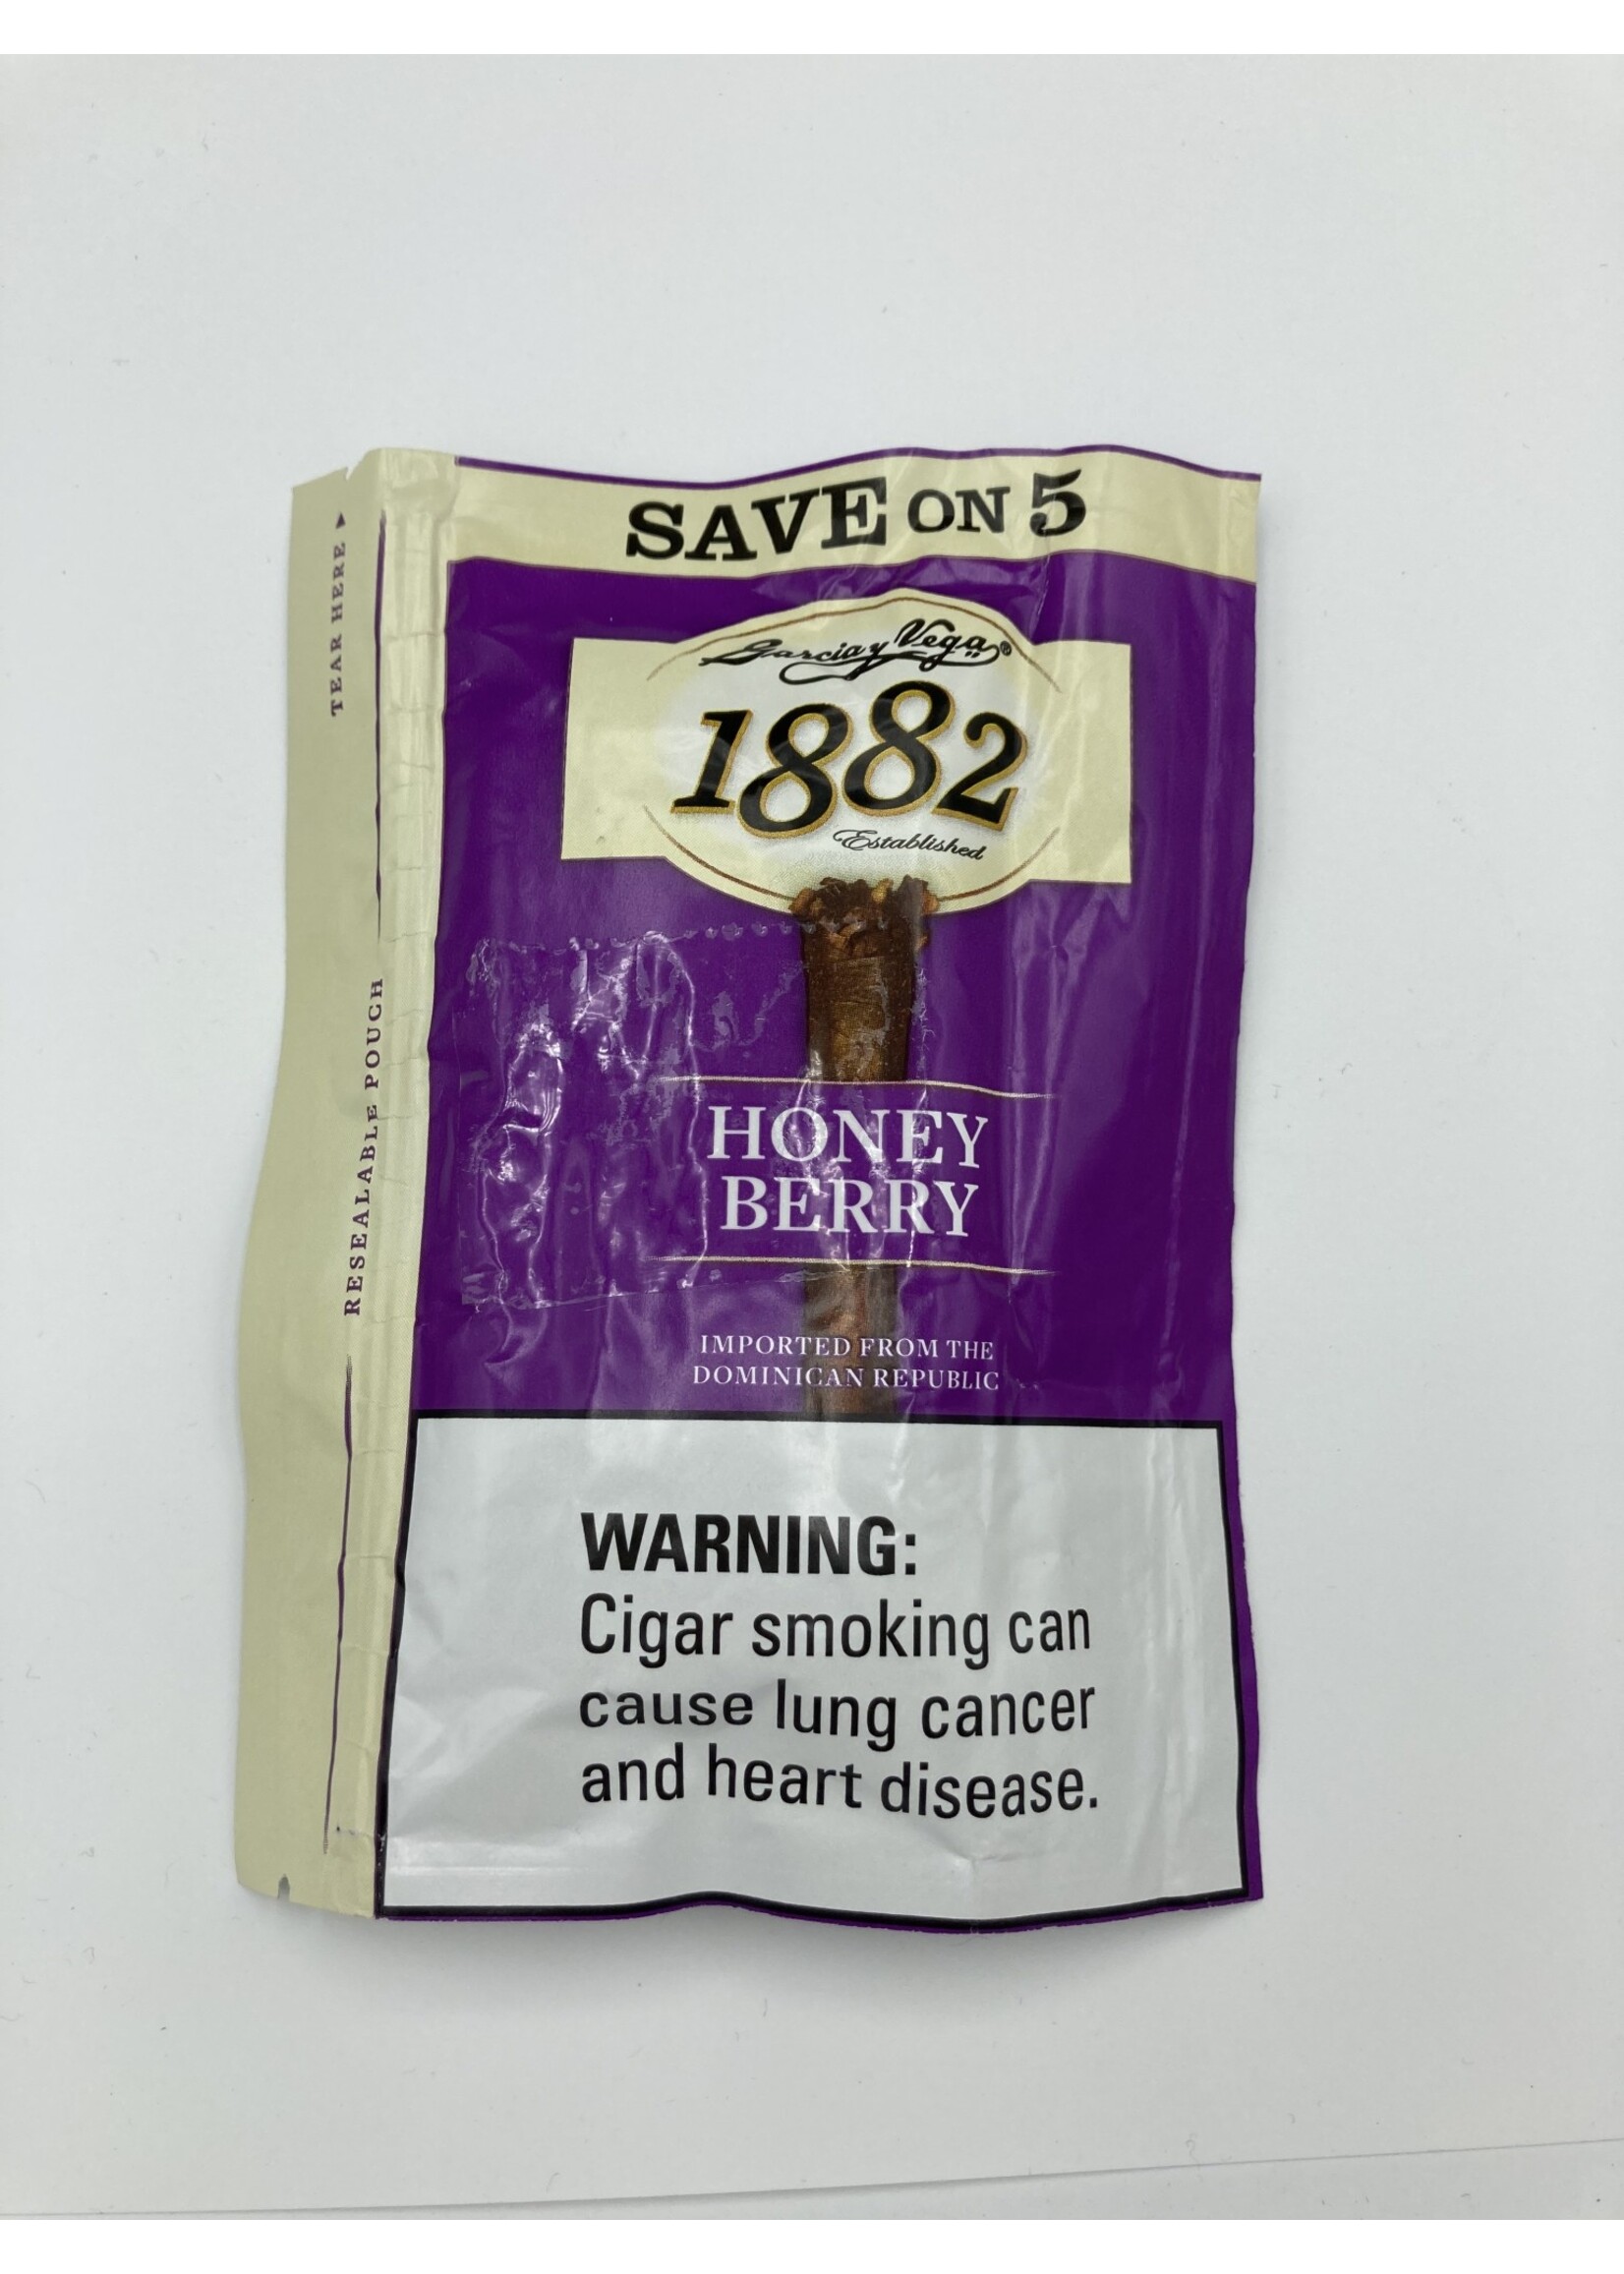 SAVE ON 5
TEAR HERE ▶
Garcia y Vega®
1882
Established
RESEALABLE POUCH
HONEY
BERRY
IMPORTED FROM THE
DOMINICAN REPUBLIC
WARNING:
Cigar smoking can
cause lung cancer
and heart disease.